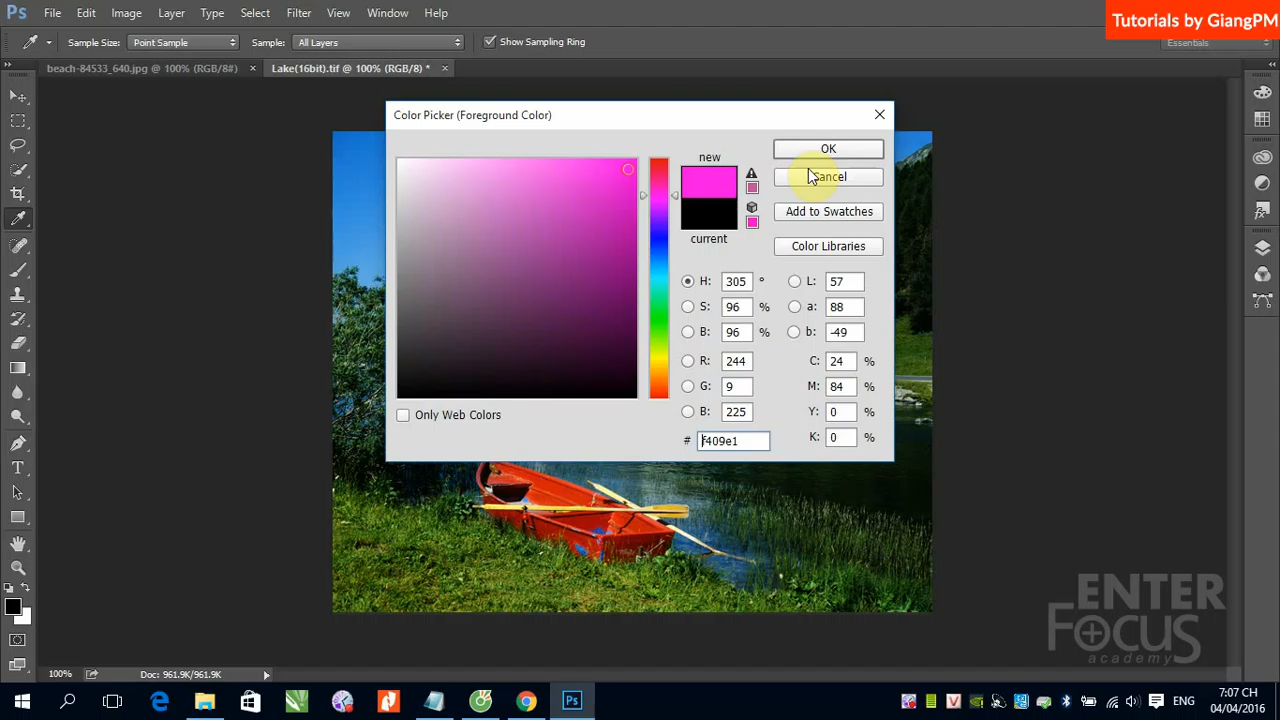 Ps File Edit Image Layer Type Select Filter 3D View Window Help
Tutorials by GiangPM
Sample Size: Point Sample Sample: All Layers Show Sampling Ring
Essentials
beach-84533_640.jpg @ 100% (RGB/8#) × Lake(16bit).tif @ 100% (RGB/8) * ×
Color Picker (Foreground Color)
new
OK
Cancel
Add to Swatches
current
Color Libraries
H: 305 ° L: 57
S: 96 % a: 88
B: 96 % b: -49
R: 244 C: 24 %
G: 9 M: 84 %
B: 225 Y: 0 %
# f409e1 K: 0 %
Only Web Colors
ENTER
FOCUS
academy
100% Doc: 961.9K/961.9K
ENG
7:07 CH
04/04/2016